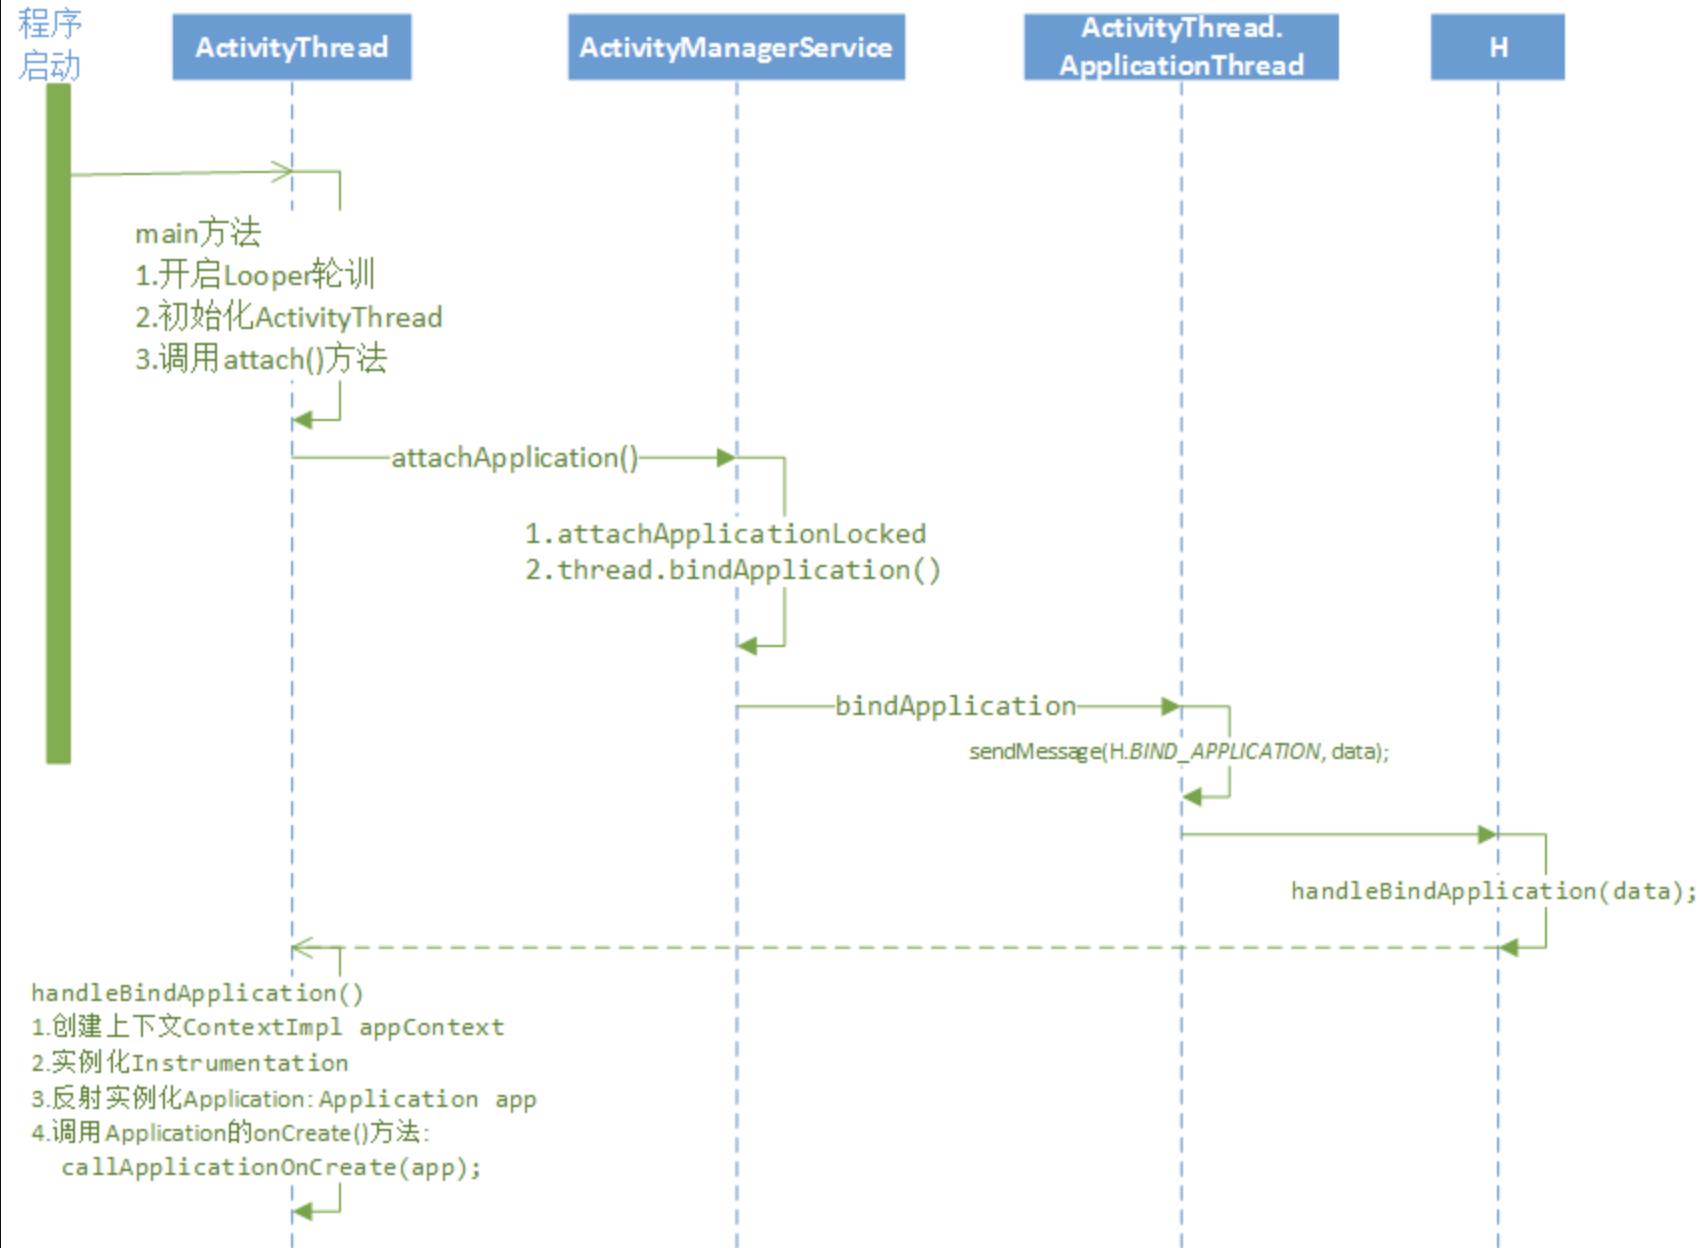 程序
启动
ActivityThread
ActivityManagerService
ActivityThread.
ApplicationThread
H
main方法
1.开启Looper轮训
2.初始化ActivityThread
3.调用attach()方法
attachApplication()
1.attachApplicationLocked
2.thread.bindApplication()
bindApplication
sendMessage(H.BIND_APPLICATION, data);
handleBindApplication(data);
handleBindApplication()
1.创建上下文ContextImpl appContext
2.实例化Instrumentation
3.反射实例化Application: Application app
4.调用Application的onCreate()方法:
callApplicationOnCreate(app);